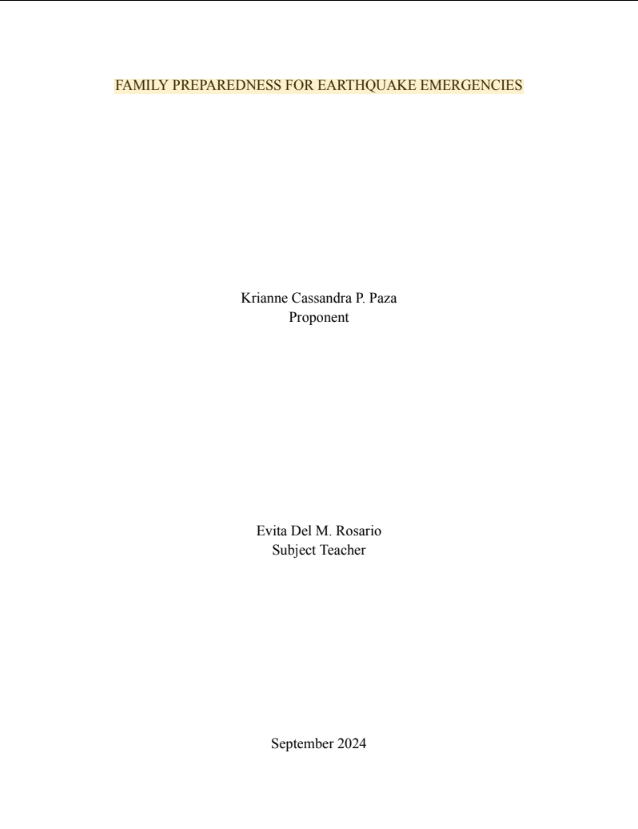 FAMILY PREPAREDNESS FOR EARTHQUAKE EMERGENCIES
Krianne Cassandra P. Paza
Proponent
Evita Del M. Rosario
Subject Teacher
September 2024